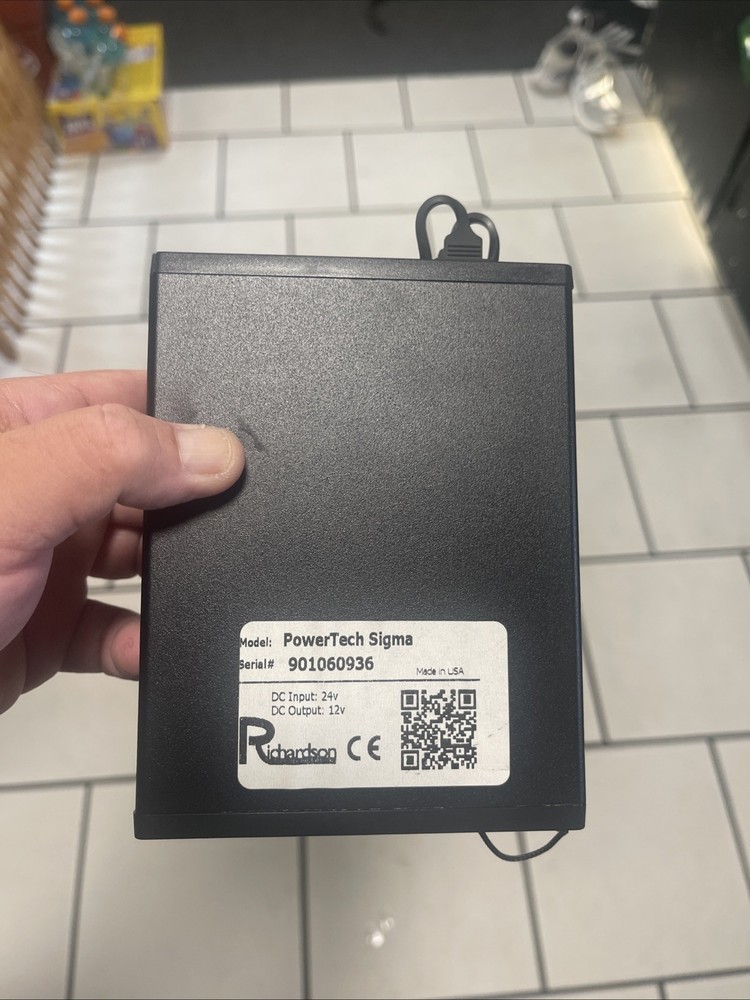 Model: PowerTech Sigma
Serial# 901060936
Made in USA
DC Input: 24v
DC Output: 12v
Richardson
CE